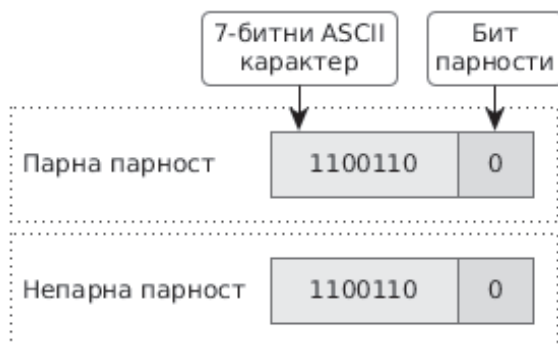 7-битни ASCII
карактер
Бит
парности
Парна парност
1100110
0
Непарна парност
1100110
0